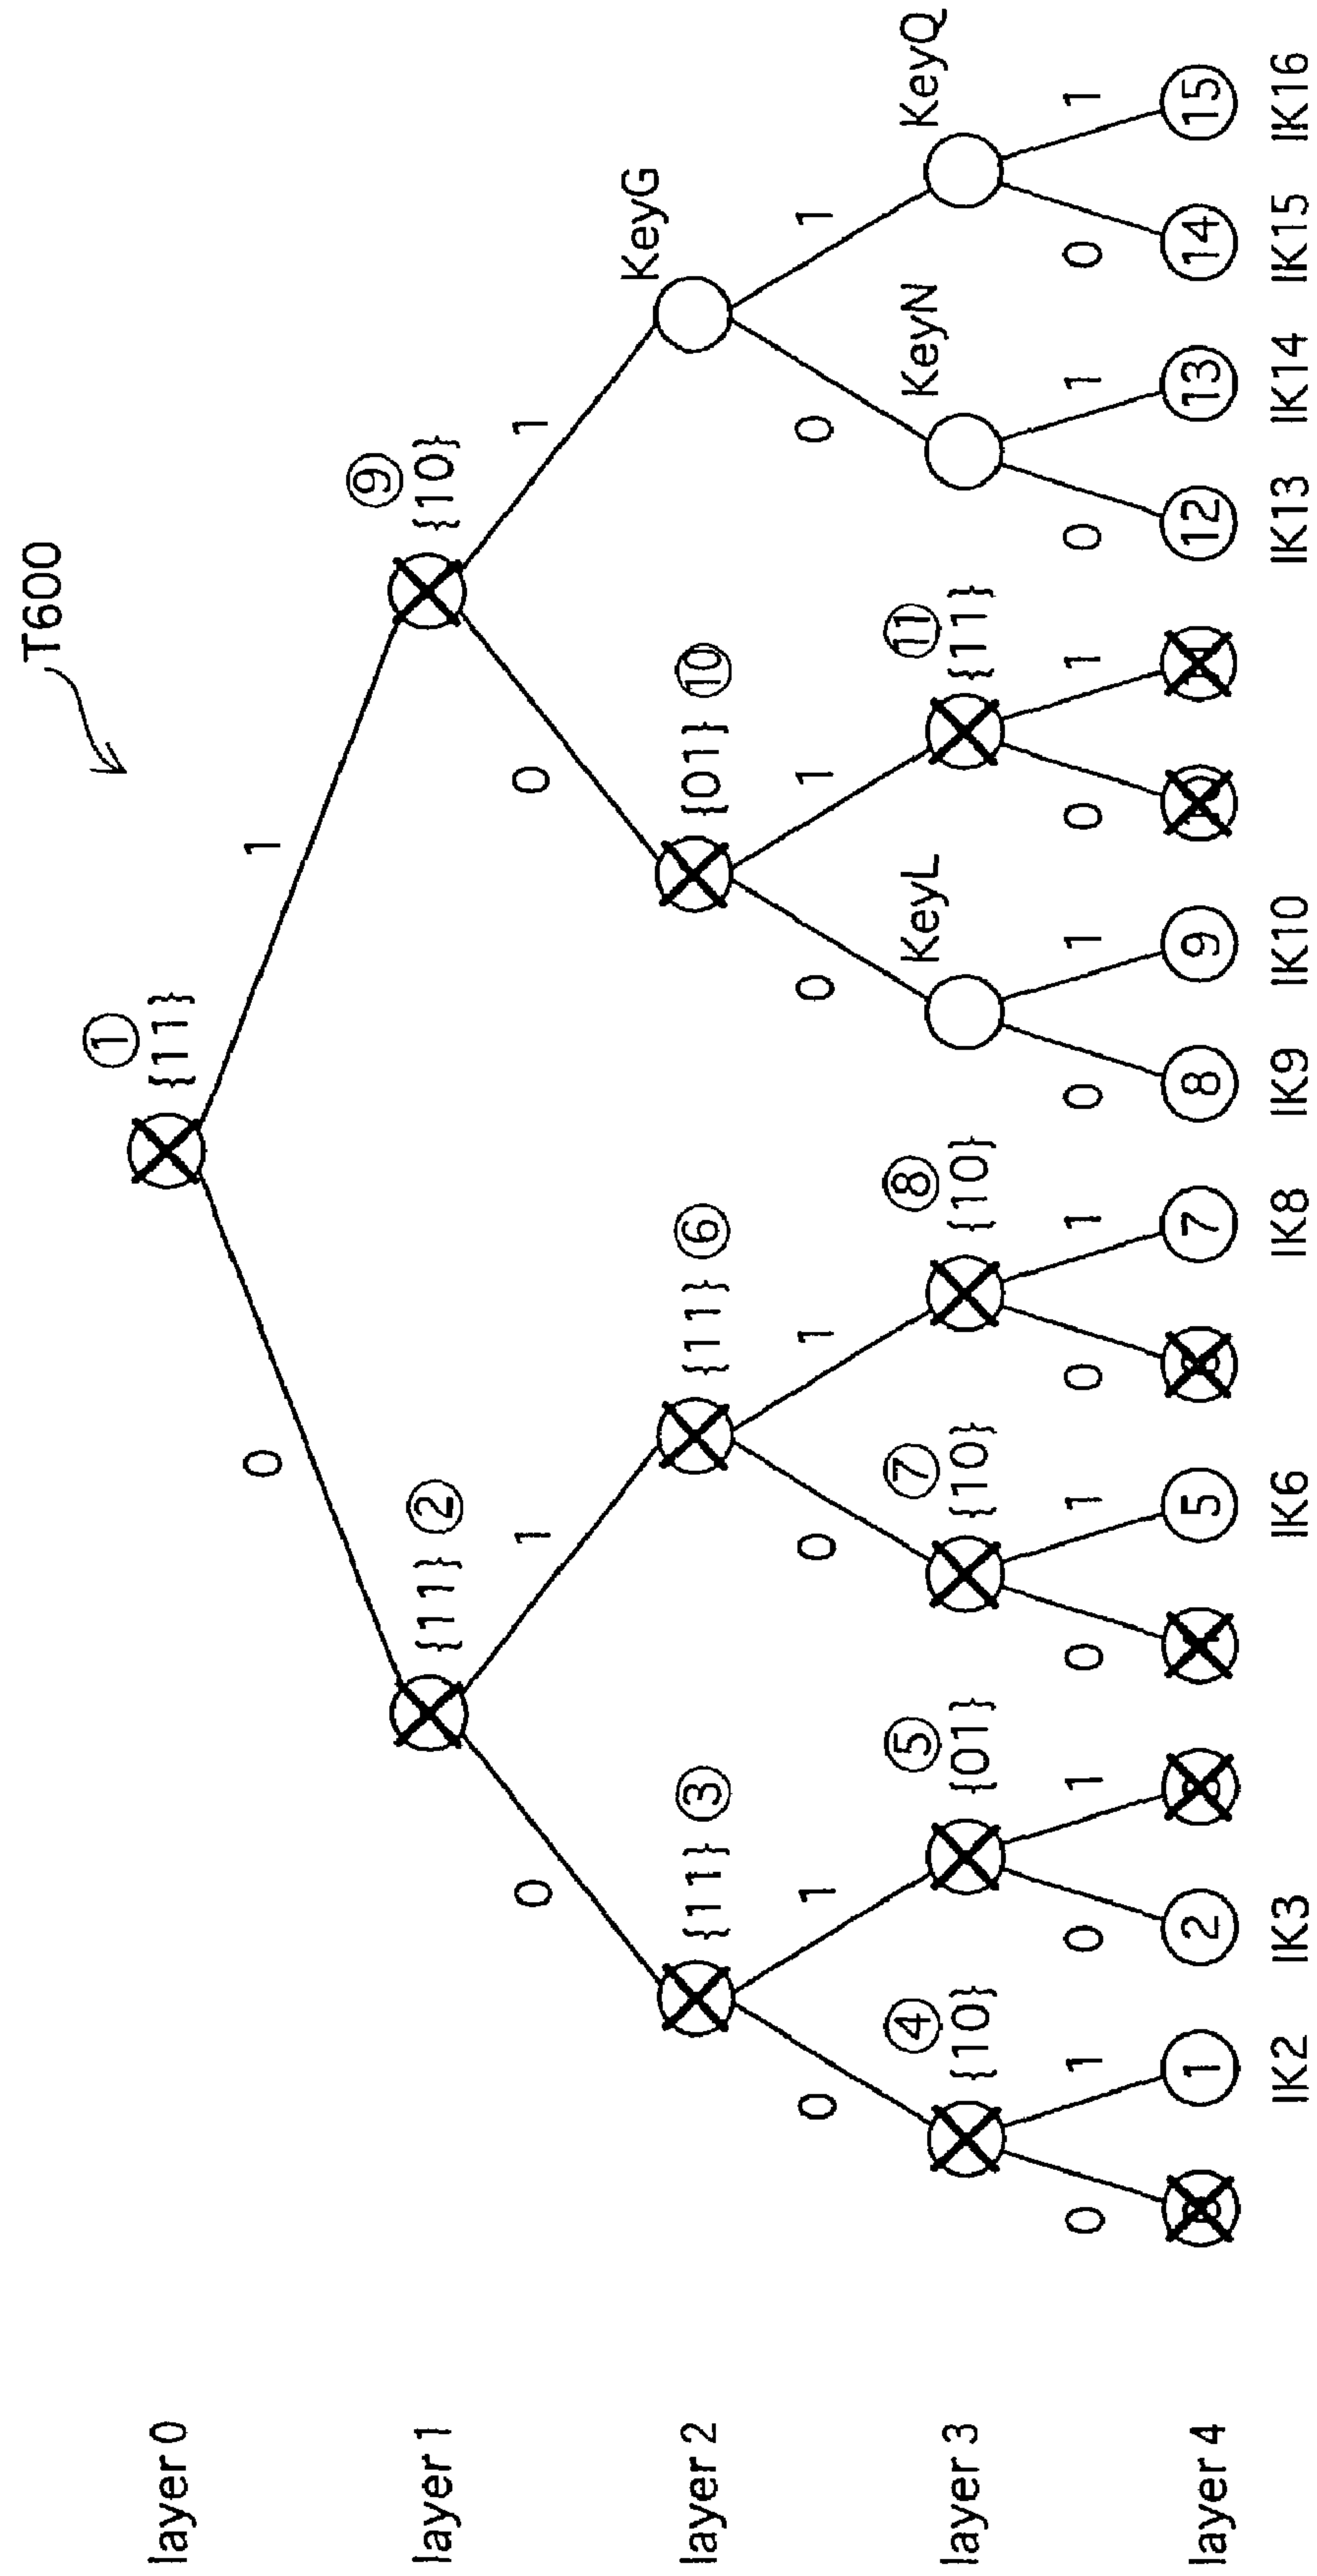 T600
①
layer 0 {11}
0 1
⑨
layer 1 {11} ② {10}
0 1 0 1
KeyG
layer 2 {11} ③ {11} ⑥ {01} ⑩
0 1 0 1 0 1 0 1
④ ⑤ ⑦ ⑧ KeyL ⑪ KeyN KeyQ
layer 3 {10} {01} {10} {10} {11}
0 1 0 1 0 1 0 1 0 1 0 1 0 1 0 1
layer 4 1 2 5 7 8 9 12 13 14 15
IK2 IK3 IK6 IK8 IK9 IK10 IK13 IK14 IK15 IK16